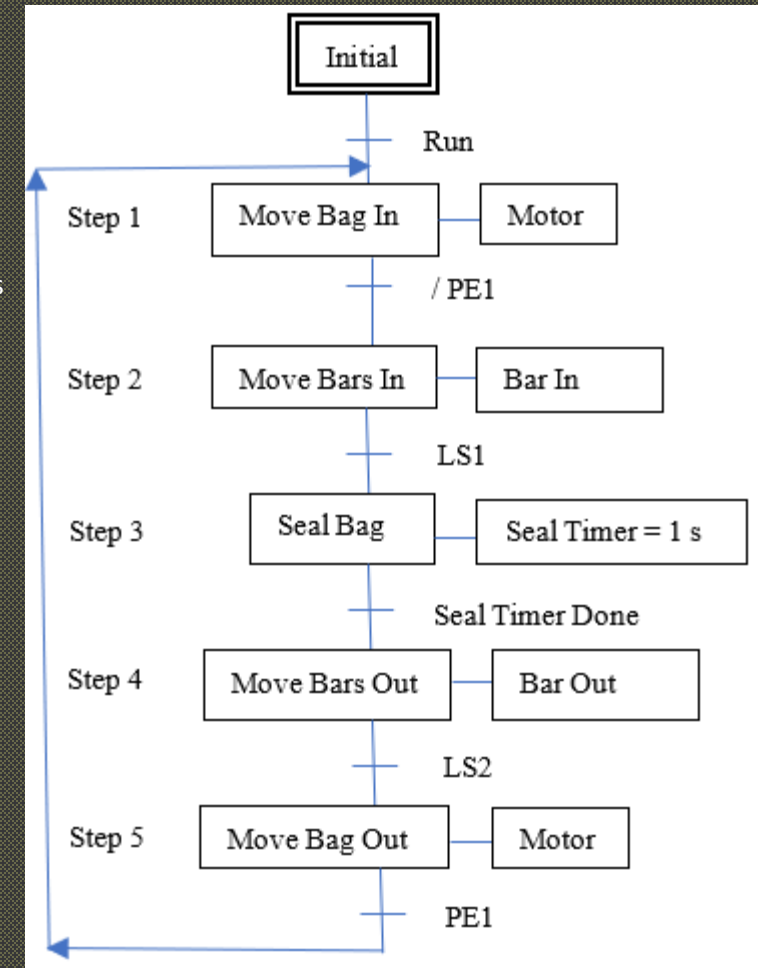 Initial
Run
Step 1 Move Bag In Motor
/ PE1
Step 2 Move Bars In Bar In
LS1
Step 3 Seal Bag Seal Timer = 1 s
Seal Timer Done
Step 4 Move Bars Out Bar Out
LS2
Step 5 Move Bag Out Motor
PE1